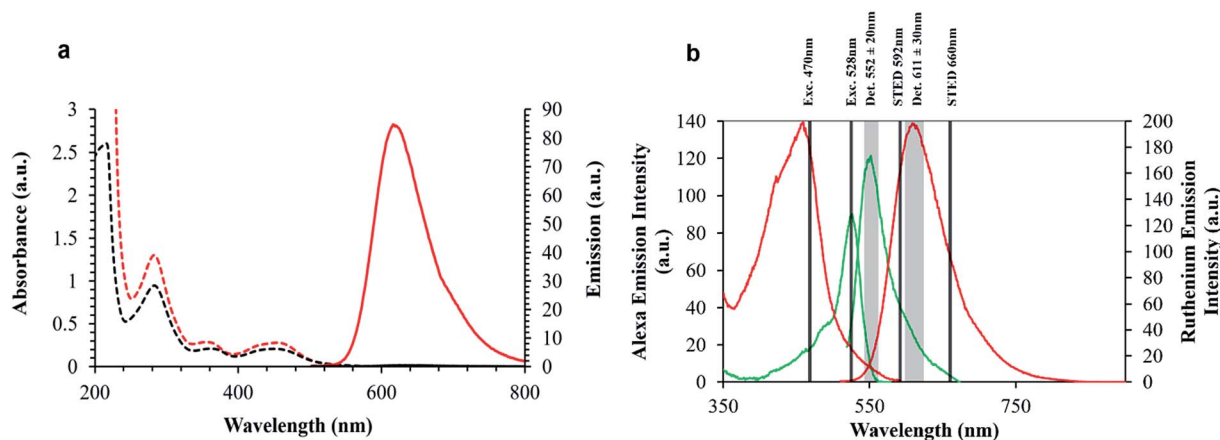 a
3
2.5
2
1.5
1
0.5
0
Absorbance (a.u.)
90
80
70
60
50
40
30
20
10
0
Emission (a.u.)
200
400
600
800
Wavelength (nm)
b
Exc. 470nm
Exc. 528nm
Det. 552 ± 20nm
STED 592nm
Det. 611 ± 30nm
STED 660nm
140
120
100
80
60
40
20
0
Alexa Emission Intensity
(a.u.)
200
180
160
140
120
100
80
60
40
20
0
Ruthenium Emission
Intensity (a.u.)
350
550
750
Wavelength (nm)